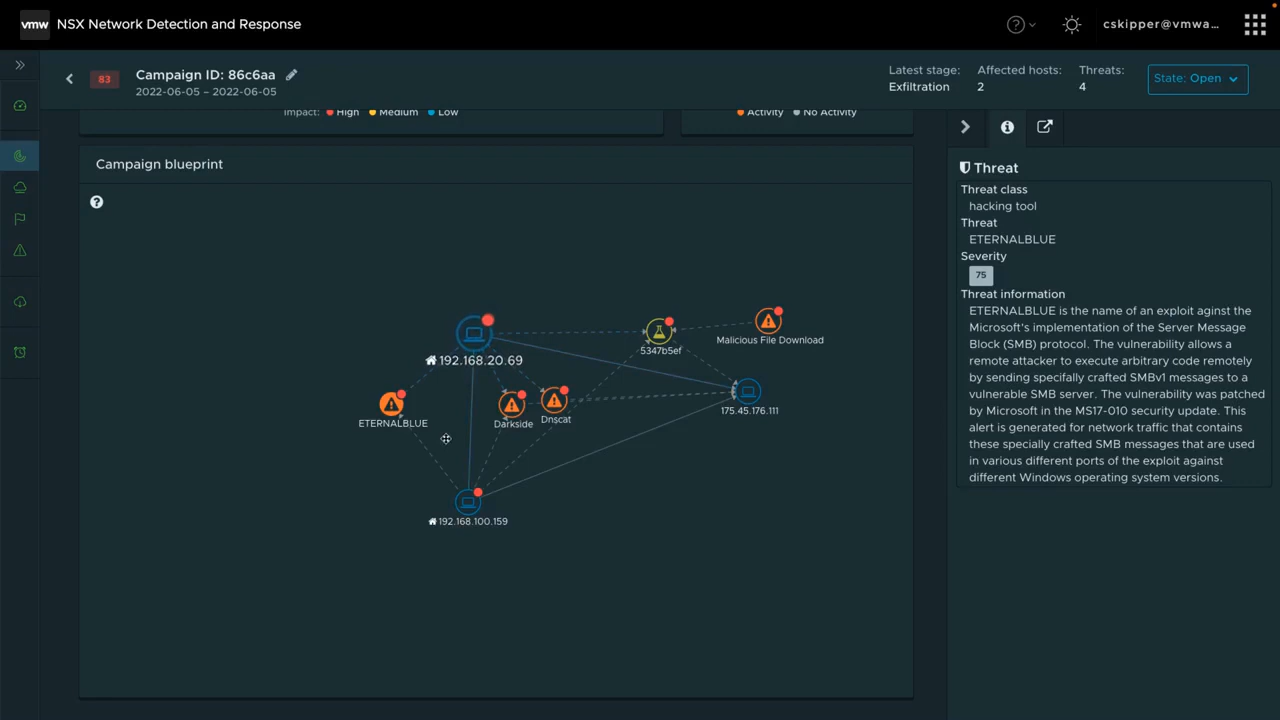 vmw NSX Network Detection and Response
cskipper@vmwa...
83
Campaign ID: 86c6aa
2022-06-05 – 2022-06-05
Latest stage:
Exfiltration
Affected hosts:
2
Threats:
4
State: Open
Impact: High Medium Low
Activity No Activity
Campaign blueprint
192.168.20.69
5347b5ef
Malicious File Download
175.45.176.111
ETERNALBLUE
Darkside
Dnscat
192.168.100.159
Threat
Threat class
hacking tool
Threat
ETERNALBLUE
Severity
75
Threat information
ETERNALBLUE is the name of an exploit aginst the
Microsoft's implementation of the Server Message
Block (SMB) protocol. The vulnerability allows a
remote attacker to execute arbitrary code remotely
by sending specifally crafted SMBv1 messages to a
vulnerable SMB server. The vulnerability was patched
by Microsoft in the MS17-010 security update. This
alert is generated for network traffic that contains
these specially crafted SMB messages that are used
in various different ports of the exploit against
different Windows operating system versions.